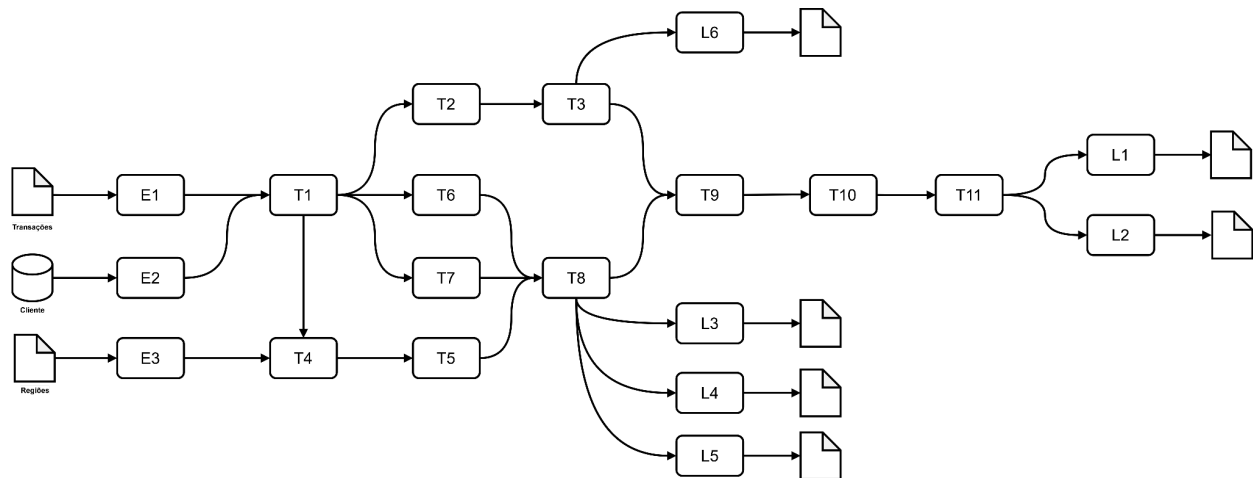 L6
T2
T3
L1
E1
T1
T6
T9
T10
T11
Transações
L2
E2
T7
T8
Cliente
L3
E3
T4
T5
Regiões
L4
L5